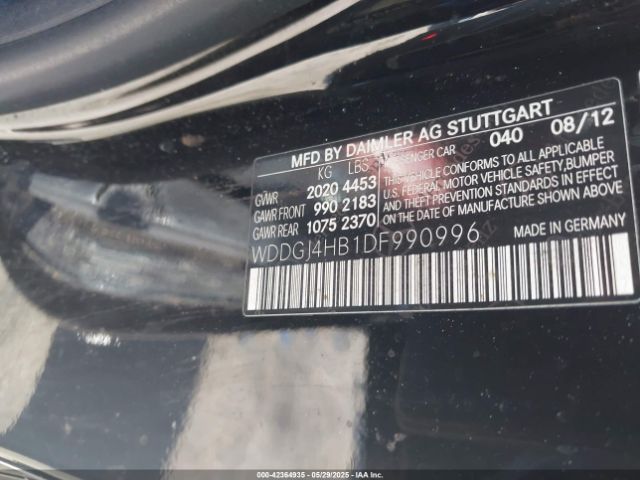 MFD BY DAIMLER AG STUTTGART
PASSENGER CAR 040 08/12
KG LBS
GVWR 2020 4453
GAWR FRONT 990 2183
GAWR REAR 1075 2370
THIS VEHICLE CONFORMS TO ALL APPLICABLE
U.S. FEDERAL MOTOR VEHICLE SAFETY, BUMPER
AND THEFT PREVENTION STANDARDS IN EFFECT
ON THE DATE OF MANUFACTURE SHOWN ABOVE
WDDGJ4HB1DF990996 MADE IN GERMANY
000-42364935 - 05/29/2025 - IAA Inc.